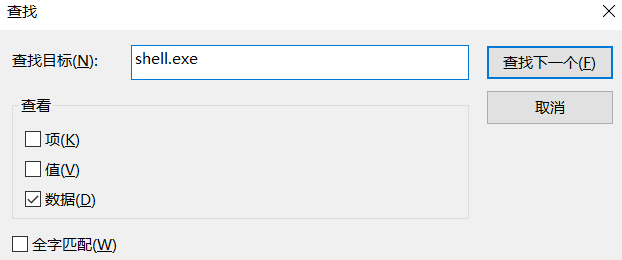 查找
查找目标(N):
shell.exe
查找下一个(F)
取消
查看
项(K)
值(V)
数据(D)
全字匹配(W)